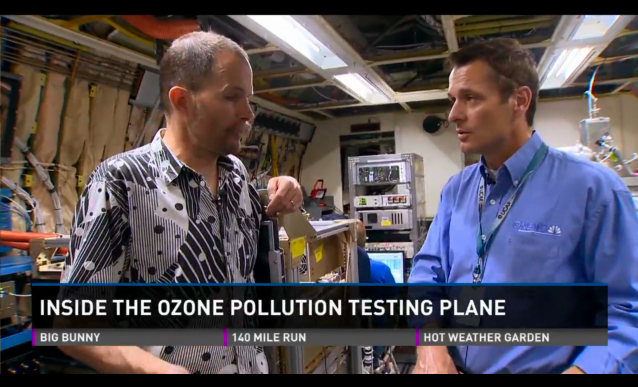 INSIDE THE OZONE POLLUTION TESTING PLANE
BIG BUNNY
140 MILE RUN
HOT WEATHER GARDEN